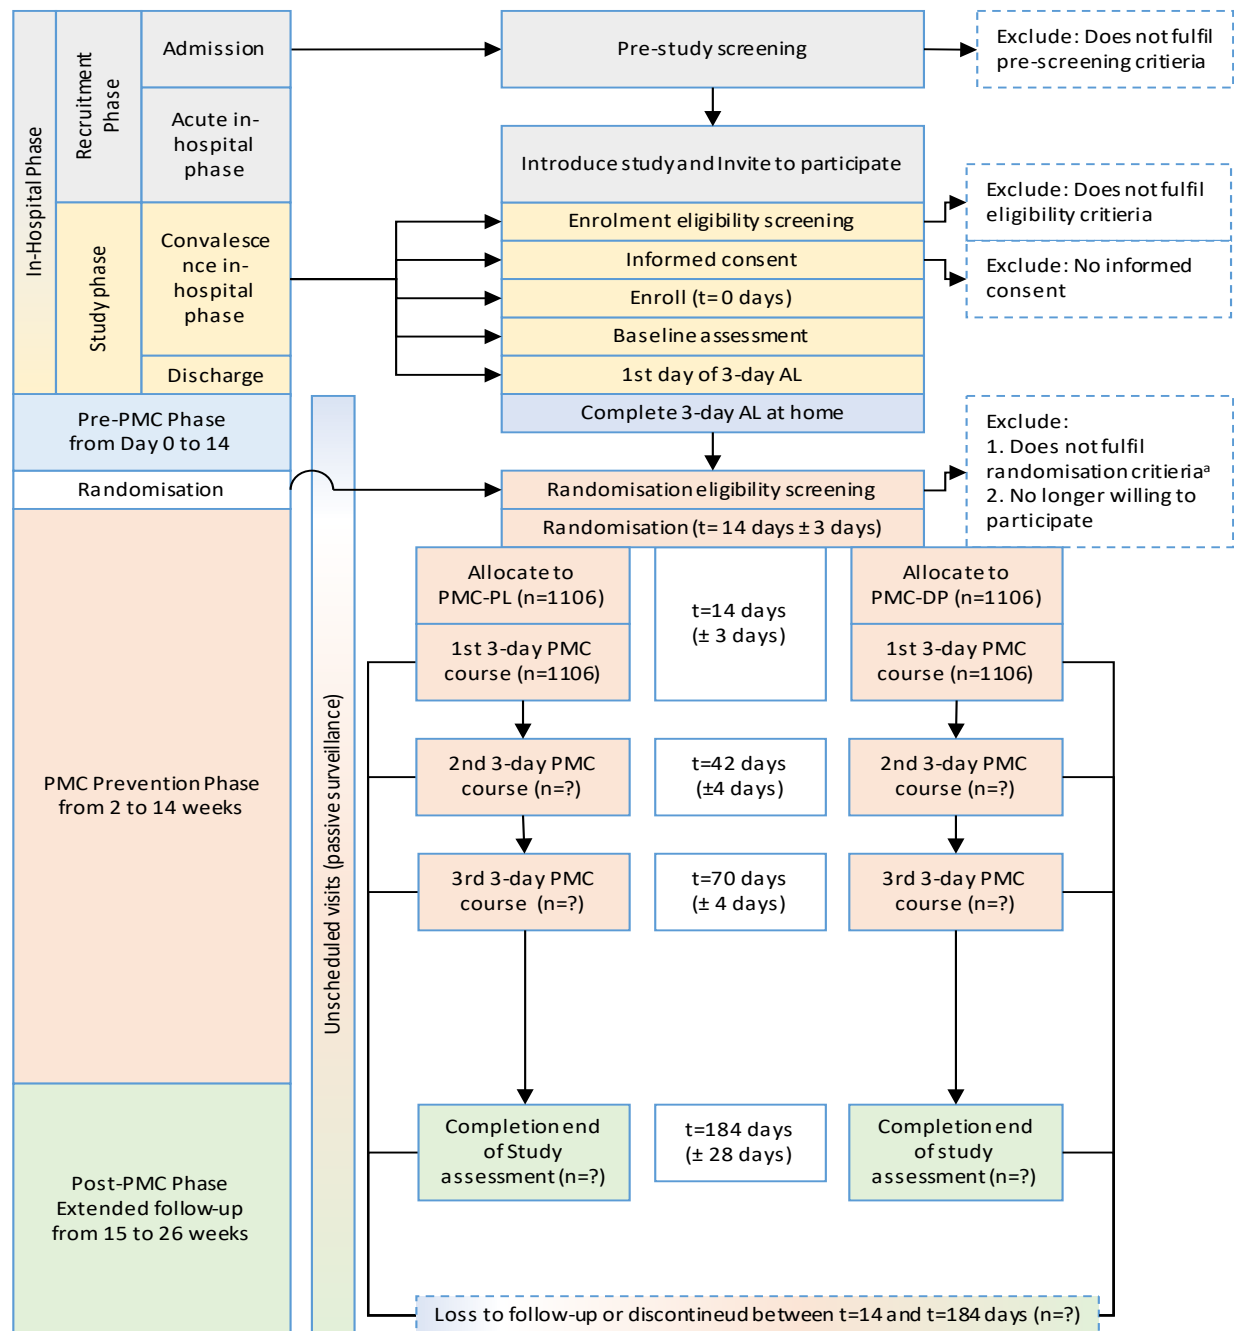 In-Hospital Phase
Recruitment
Phase
Study phase
Admission
Acute in-
hospital
phase
Convalesce
nce in-
hospital
phase
Discharge
Pre-PMC Phase
from Day 0 to 14
Randomisation
PMC Prevention Phase
from 2 to 14 weeks
Post-PMC Phase
Extended follow-up
from 15 to 26 weeks
Unscheduled visits (passive surveillance)
Pre-study screening
Exclude: Does not fulfil
pre-screening critieria
Introduce study and Invite to participate
Enrolment eligibility screening
Exclude: Does not fulfil
eligibility critieria
Informed consent
Exclude: No informed
consent
Enroll (t= 0 days)
Baseline assessment
1st day of 3-day AL
Complete 3-day AL at home
Exclude:
1. Does not fulfil
randomisation critieriaᵃ
2. No longer willing to
participate
Randomisation eligibility screening
Randomisation (t= 14 days ± 3 days)
Allocate to
PMC-PL (n=1106)
t=14 days
(± 3 days)
Allocate to
PMC-DP (n=1106)
1st 3-day PMC
course (n=1106)
1st 3-day PMC
course (n=1106)
2nd 3-day PMC
course (n=?)
t=42 days
(±4 days)
2nd 3-day PMC
course (n=?)
3rd 3-day PMC
course (n=?)
t=70 days
(± 4 days)
3rd 3-day PMC
course (n=?)
Completion end
of Study
assessment (n=?)
t=184 days
(± 28 days)
Completion end
of study
assessment (n=?)
Loss to follow-up or discontineud between t=14 and t=184 days (n=?)